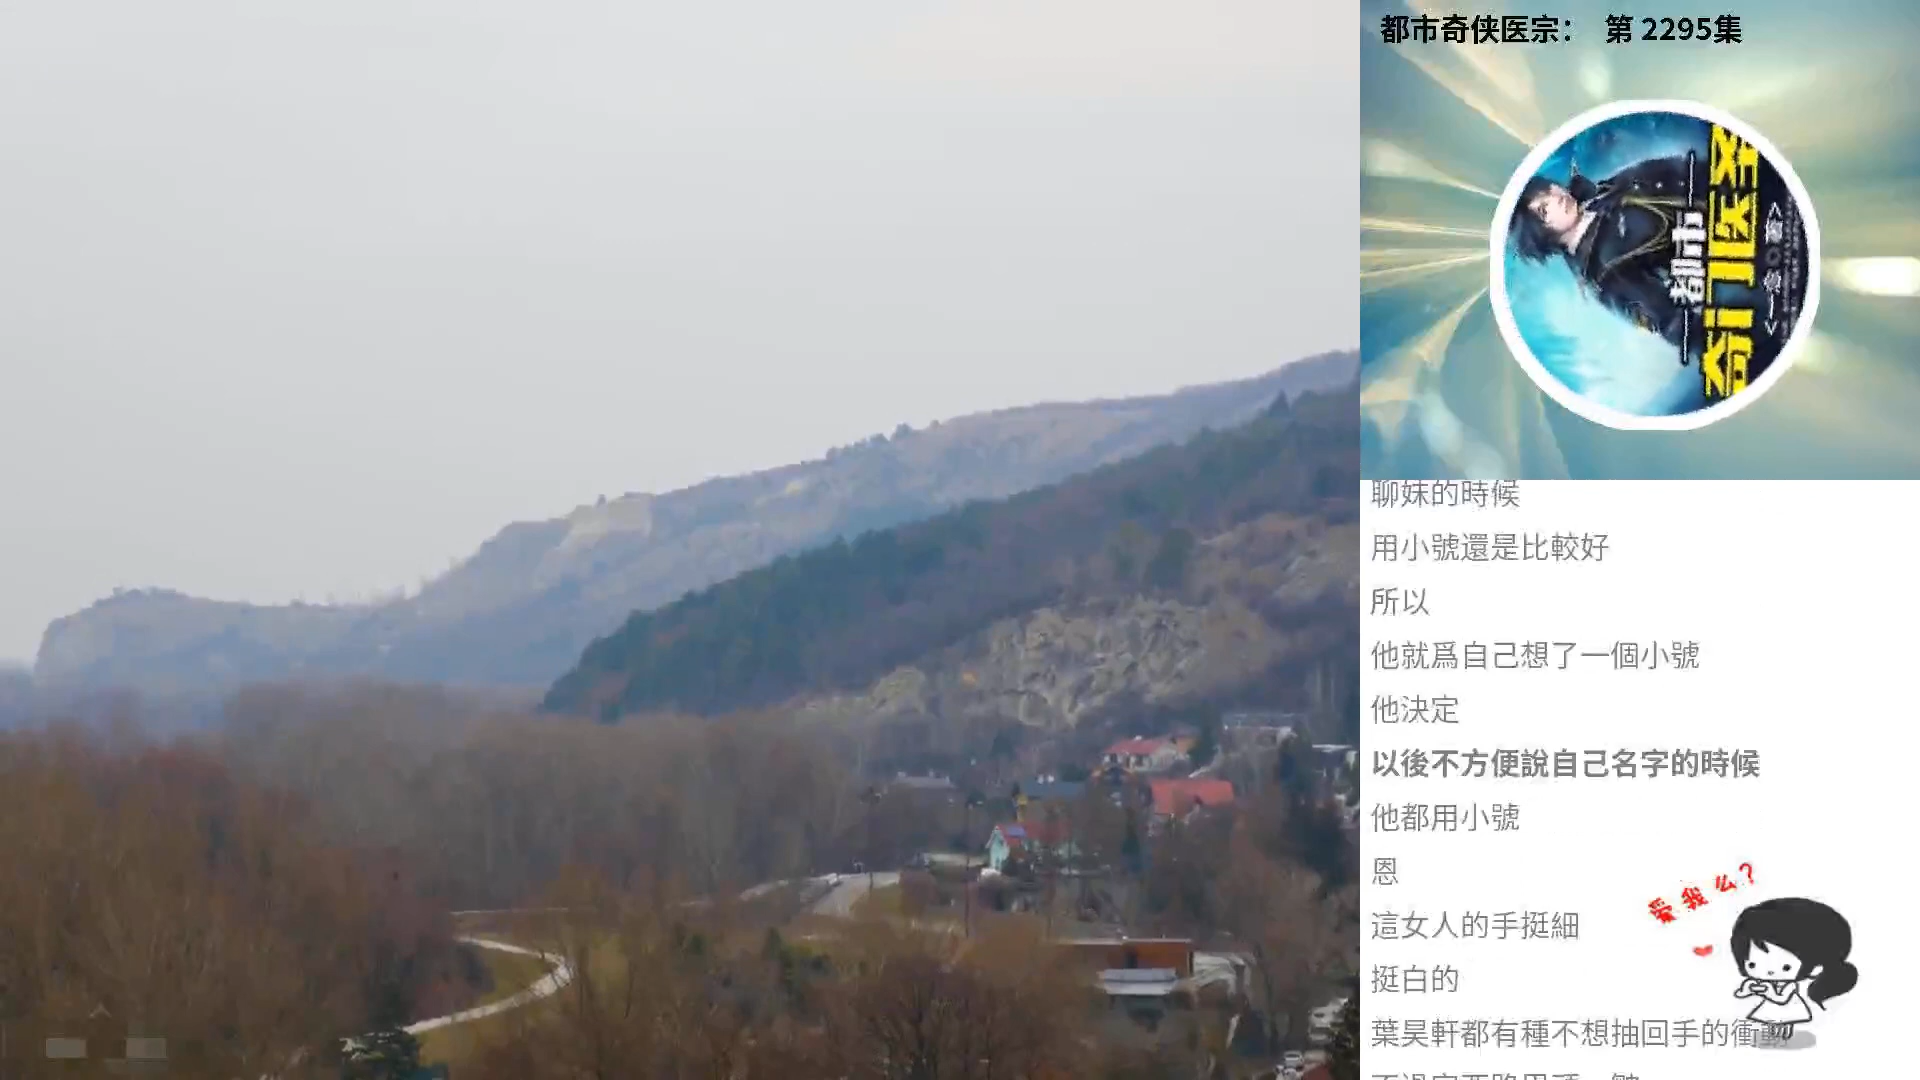 都市奇侠医宗： 第 2295集
都市
奇门医圣
聊妹的時候
用小號還是比較好
所以
他就爲自己想了一個小號
他決定
以後不方便說自己名字的時候
他都用小號
恩
這女人的手挺細
挺白的
葉昊軒都有種不想抽回手的衝動
爱我么?